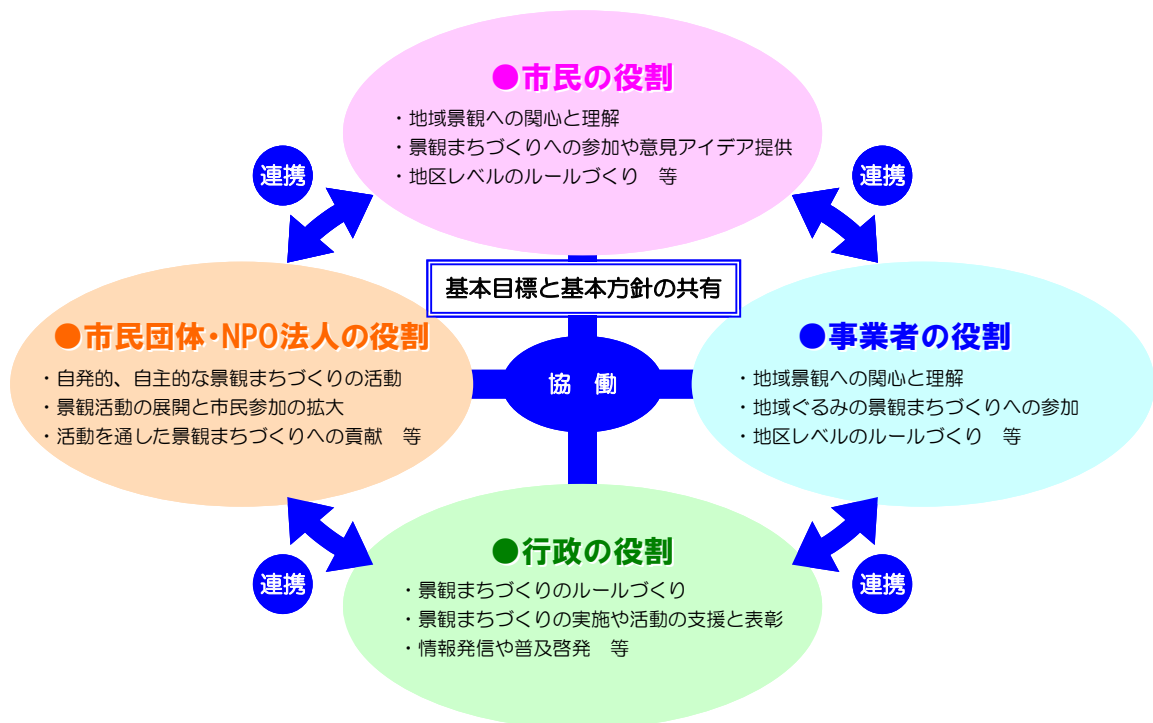 ●市民の役割
・地域景観への関心と理解
・景観まちづくりへの参加や意見アイデア提供
・地区レベルのルールづくり　等
連携
連携
基本目標と基本方針の共有
●市民団体・NPO法人の役割
・自発的、自主的な景観まちづくりの活動
・景観活動の展開と市民参加の拡大
・活動を通した景観まちづくりへの貢献　等
協　働
●事業者の役割
・地域景観への関心と理解
・地域ぐるみの景観まちづくりへの参加
・地区レベルのルールづくり　等
●行政の役割
・景観まちづくりのルールづくり
・景観まちづくりの実施や活動の支援と表彰
・情報発信や普及啓発　等
連携
連携